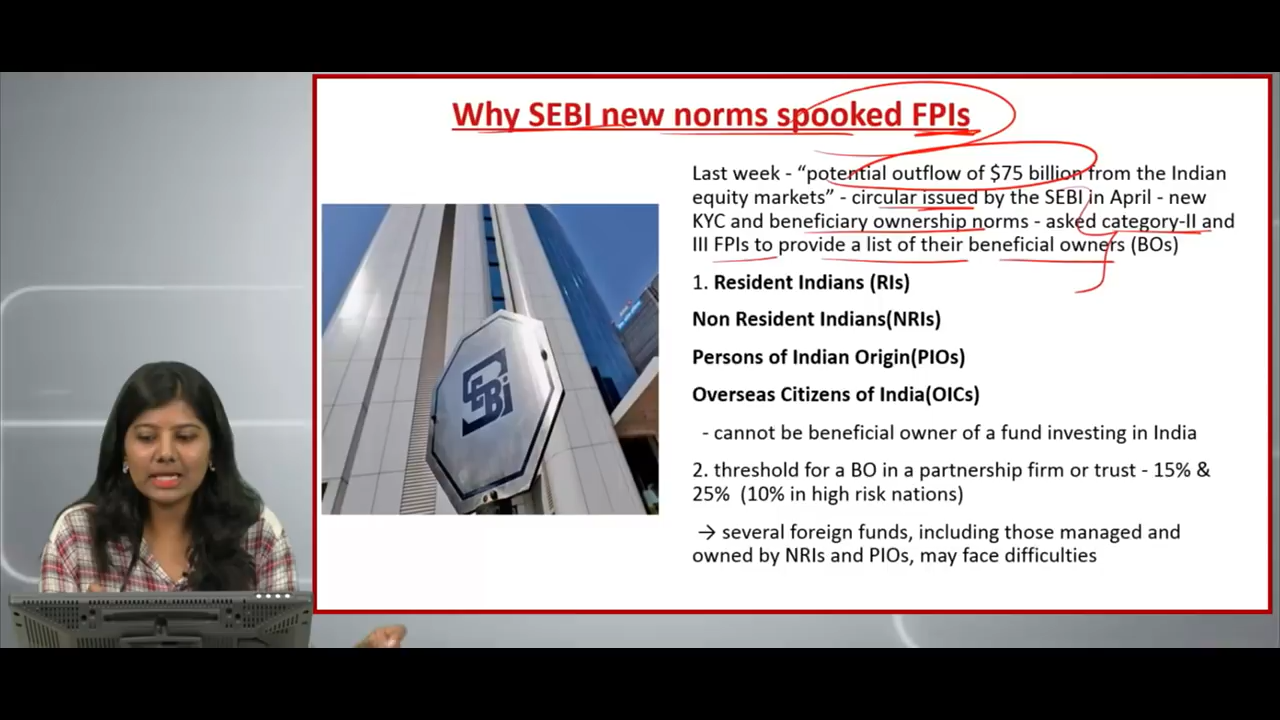 Why SEBI new norms spooked FPIs
Last week - “potential outflow of $75 billion from the Indian
equity markets” - circular issued by the SEBI in April - new
KYC and beneficiary ownership norms - asked category-II and
III FPIs to provide a list of their beneficial owners (BOs)
1. Resident Indians (RIs)
Non Resident Indians(NRIs)
Persons of Indian Origin(PIOs)
Overseas Citizens of India(OICs)
- cannot be beneficial owner of a fund investing in India
2. threshold for a BO in a partnership firm or trust - 15% &
25% (10% in high risk nations)
→ several foreign funds, including those managed and
owned by NRIs and PIOs, may face difficulties
SEBI